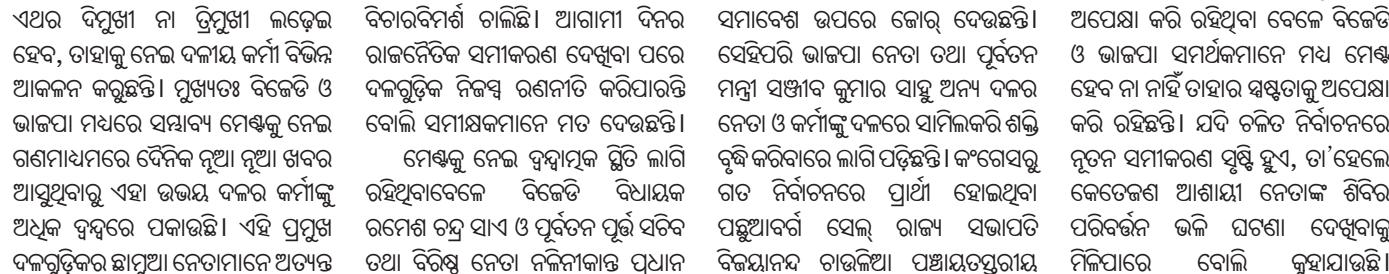 ଏଥର ଦିମୁଖୀ ନା ତ୍ରିମୁଖୀ ଲଢ଼େଇ
ହେବ, ତାହାକୁ ନେଇ ଦଳୀୟ କର୍ମୀ ବିଭିନ୍ନ
ଆକଳନ କରୁଛନ୍ତି। ମୁଖ୍ୟତଃ ବିଜେଡି ଓ
ଭାଜପା ମଧ୍ୟରେ ସମ୍ଭାବ୍ୟ ମେଣ୍ଟକୁ ନେଇ
ଗଣମାଧ୍ୟମରେ ଦୈନିକ ନୂଆ ନୂଆ ଖବର
ଆସୁଥିବାରୁ ଏହା ଉଭୟ ଦଳର କର୍ମୀଙ୍କୁ
ଅଧିକ ଦ୍ୱନ୍ଦ୍ୱରେ ପକାଉଛି। ଏହି ପ୍ରମୁଖ
ଦଳଗୁଡ଼ିକର ଛାମୁଆ ନେତାମାନେ ଅତ୍ୟନ୍ତ
ବିଚାରବିମର୍ଶ ଚାଲିଛି। ଆଗାମୀ ଦିନର
ରାଜନୈତିକ ସମୀକରଣ ଦେଖିବା ପରେ
ଦଳଗୁଡ଼ିକ ନିଜସ୍ୱ ରଣନୀତି କରିପାରନ୍ତି
ବୋଲି ସମୀକ୍ଷକମାନେ ମତ ଦେଉଛନ୍ତି।
ମେଣ୍ଟକୁ ନେଇ ଦ୍ୱନ୍ଦ୍ୱାତ୍ମକ ସ୍ଥିତି ଲାଗି
ରହିଥିବାବେଳେ ବିଜେଡି ବିଧାୟକ
ରମେଶ ଚନ୍ଦ୍ର ସାଏ ଓ ପୂର୍ବତନ ପୂର୍ତ୍ତ ସଚିବ
ତଥା ବରିଷ୍ଠ ନେତା ନଳିନୀକାନ୍ତ ପ୍ରଧାନ
ସମାବେଶ ଉପରେ ଜୋର୍ ଦେଉଛନ୍ତି।
ସେହିପରି ଭାଜପା ନେତା ତଥା ପୂର୍ବତନ
ମନ୍ତ୍ରୀ ସଞ୍ଜୀବ କୁମାର ସାହୁ ଅନ୍ୟ ଦଳର
ନେତା ଓ କର୍ମୀଙ୍କୁ ଦଳରେ ସାମିଲକରି ଶକ୍ତି
ବୃଦ୍ଧି କରିବାରେ ଲାଗି ପଡ଼ିଛନ୍ତି। କଂଗେସରୁ
ଗତ ନିର୍ବାଚନରେ ପ୍ରାର୍ଥୀ ହୋଇଥିବା
ପଛୁଆବର୍ଗ ସେଲ୍ ରାଜ୍ୟ ସଭାପତି
ବିଜୟାନନ୍ଦ ଚାଉଳିଆ ପଞ୍ଚାୟତସ୍ତରୀୟ
ଅପେକ୍ଷା କରି ରହିଥିବା ବେଳେ ବିଜେଡି
ଓ ଭାଜପା ସମର୍ଥକମାନେ ମଧ୍ୟ ମେଣ୍ଟ
ହେବ ନା ନାହିଁ ତାହାର ସ୍ପଷ୍ଟତାକୁ ଅପେକ୍ଷା
କରି ରହିଛନ୍ତି। ଯଦି ଚଳିତ ନିର୍ବାଚନରେ
ନୂତନ ସମୀକରଣ ସୃଷ୍ଟି ହୁଏ, ତା'ହେଲେ
କେତେଜଣ ଆଶାୟୀ ନେତାଙ୍କ ଶିବିର
ପରିବର୍ତ୍ତନ ଭଳି ଘଟଣା ଦେଖିବାକୁ
ମିଳିପାରେ ବୋଲି କୁହାଯାଉଛି।